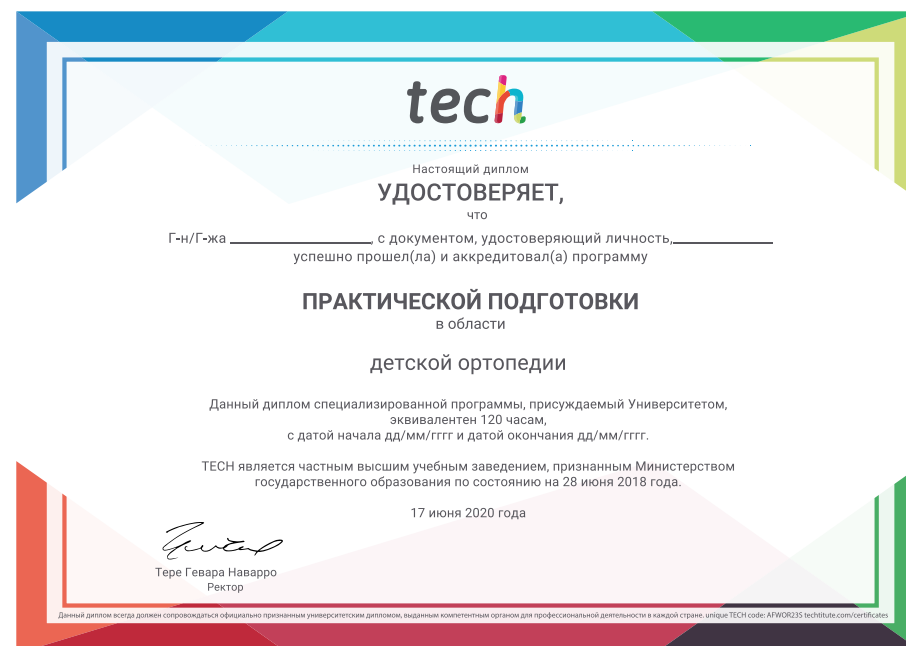 tech
Настоящий диплом
УДОСТОВЕРЯЕТ,
что
Г-н/Г-жа ____________________, с документом, удостоверяющий личность,______________
успешно прошел(ла) и аккредитовал(а) программу
ПРАКТИЧЕСКОЙ ПОДГОТОВКИ
в области
детской ортопедии
Данный диплом специализированной программы, присуждаемый Университетом,
эквивалентен 120 часам,
с датой начала дд/мм/гггг и датой окончания дд/мм/гггг.
TECH является частным высшим учебным заведением, признанным Министерством
государственного образования по состоянию на 28 июня 2018 года.
17 июня 2020 года
Тере Гевара Наварро
Ректор
Данный диплом всегда должен сопровождаться официально признанным университетским дипломом, выданным компетентным органом для профессиональной деятельности в каждой стране. unique TECH code: AFWOR235 techtitute.com/certificates